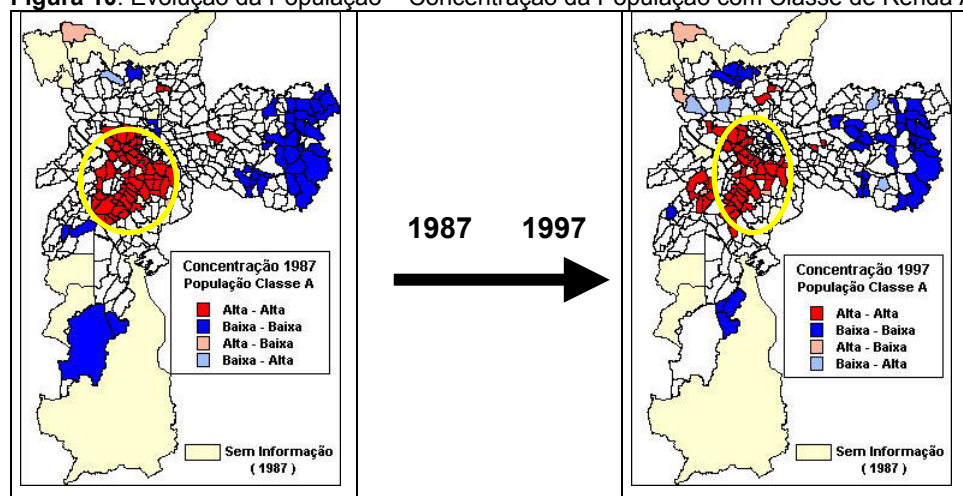 Figura 10: Evolução da População – Concentração da População com Classe de Renda A
Concentração 1987
População Classe A
Alta - Alta
Baixa - Baixa
Alta - Baixa
Baixa - Alta
Sem Informação
( 1987 )
1987 1997
Concentração 1997
População Classe A
Alta - Alta
Baixa - Baixa
Alta - Baixa
Baixa - Alta
Sem Informação
( 1987 )